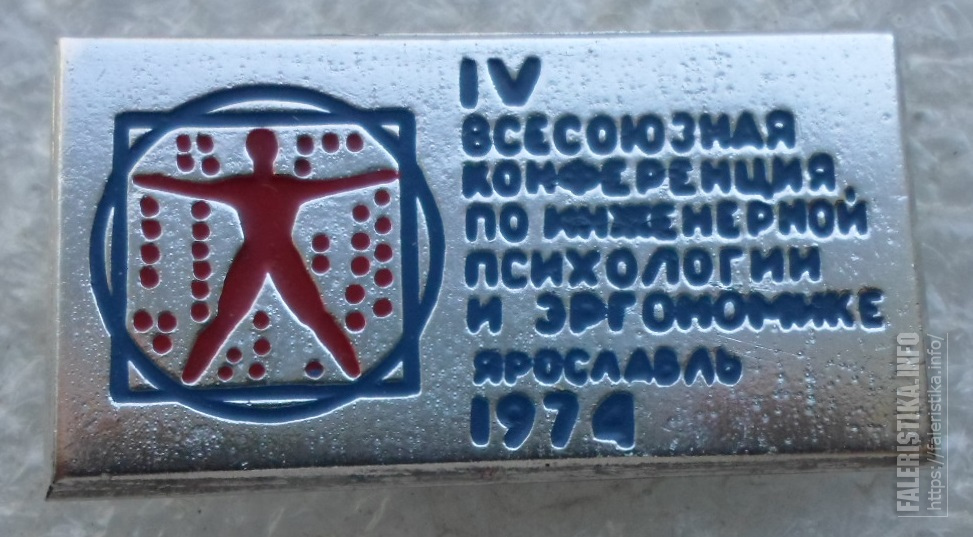 IV
ВСЕСОЮЗНАЯ
КОНФЕРЕНЦИЯ
ПО ИНЖЕНЕРНОЙ
ПСИХОЛОГИИ
И ЭРГОНОМИКЕ
ЯРОСЛАВЛЬ
1974
FALERISTIKA.INFO
https://faleristika.info/